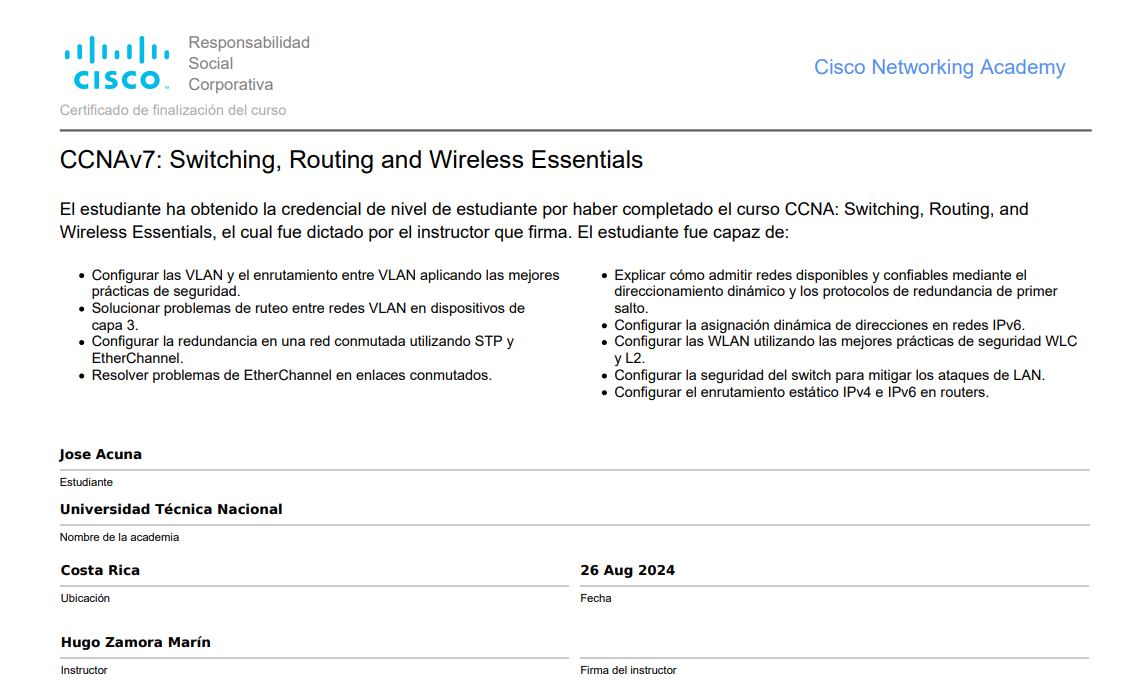 Responsabilidad
Social
Corporativa
CISCO
Cisco Networking Academy
Certificado de finalización del curso
CCNAv7: Switching, Routing and Wireless Essentials
El estudiante ha obtenido la credencial de nivel de estudiante por haber completado el curso CCNA: Switching, Routing, and
Wireless Essentials, el cual fue dictado por el instructor que firma. El estudiante fue capaz de:
• Configurar las VLAN y el enrutamiento entre VLAN aplicando las mejores
prácticas de seguridad.
• Solucionar problemas de ruteo entre redes VLAN en dispositivos de
capa 3.
• Configurar la redundancia en una red conmutada utilizando STP y
EtherChannel.
• Resolver problemas de EtherChannel en enlaces conmutados.
• Explicar cómo admitir redes disponibles y confiables mediante el
direccionamiento dinámico y los protocolos de redundancia de primer
salto.
• Configurar la asignación dinámica de direcciones en redes IPv6.
• Configurar las WLAN utilizando las mejores prácticas de seguridad WLC
y L2.
• Configurar la seguridad del switch para mitigar los ataques de LAN.
• Configurar el enrutamiento estático IPv4 e IPv6 en routers.
Jose Acuna
Estudiante
Universidad Técnica Nacional
Nombre de la academia
Costa Rica
Ubicación
26 Aug 2024
Fecha
Hugo Zamora Marín
Instructor
Firma del instructor